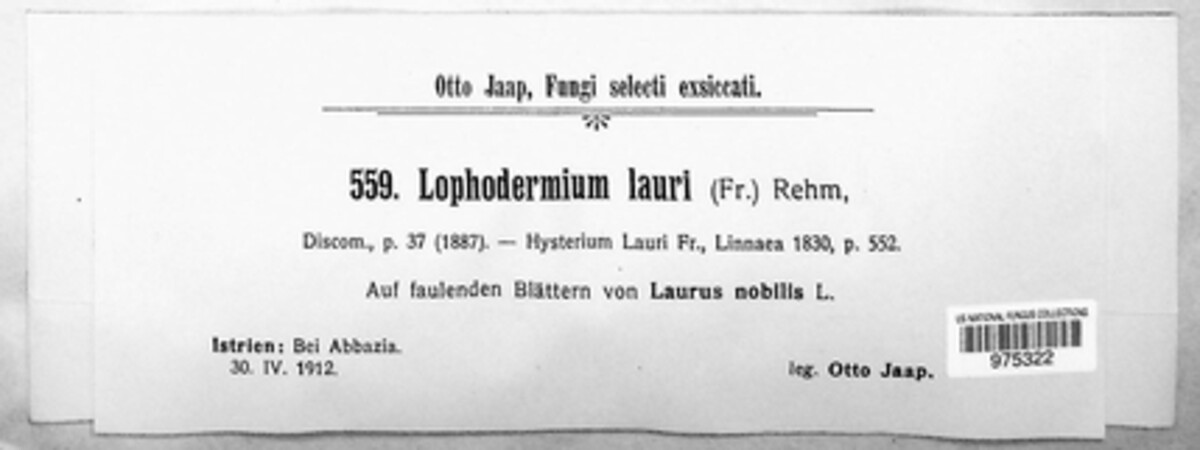 Otto Jaap, Fungi selecti exsiccati.
559. Lophodermium lauri (Fr.) Rehm,
Discom., p. 37 (1887). — Hysterium Lauri Fr., Linnaea 1830, p. 552.
Auf faulenden Blättern von Laurus nobilis L.
Istrien: Bei Abbazia.
30. IV. 1912.
leg. Otto Jaap.
US NATIONAL FUNGUS COLLECTIONS
975322